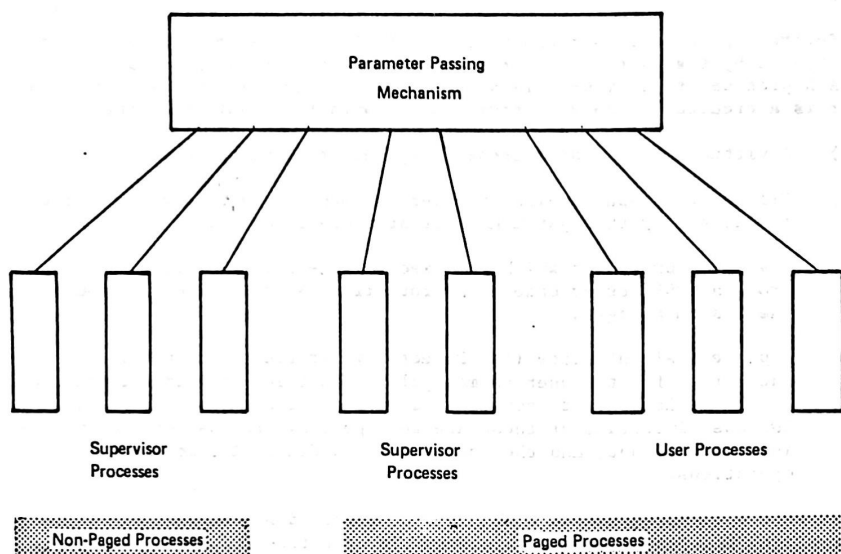 Parameter Passing
Mechanism
Supervisor
Processes
Supervisor
Processes
User Processes
Non-Paged Processes
Paged Processes